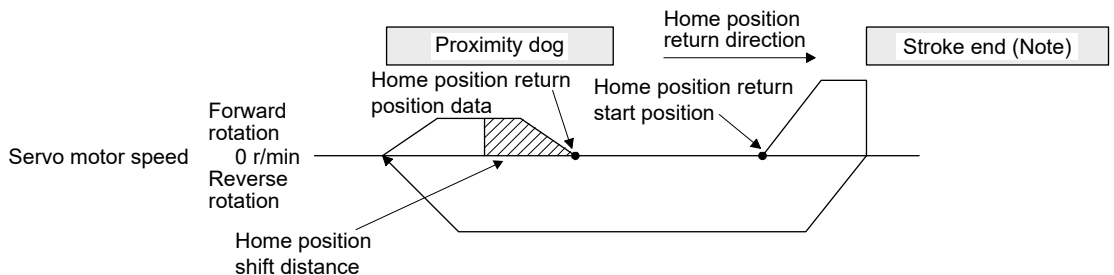 Proximity dog
Home position
return direction
Stroke end (Note)
Home position return
position data
Home position return
start position
Forward
rotation
Servo motor speed 0 r/min
Reverse
rotation
Home position
shift distance